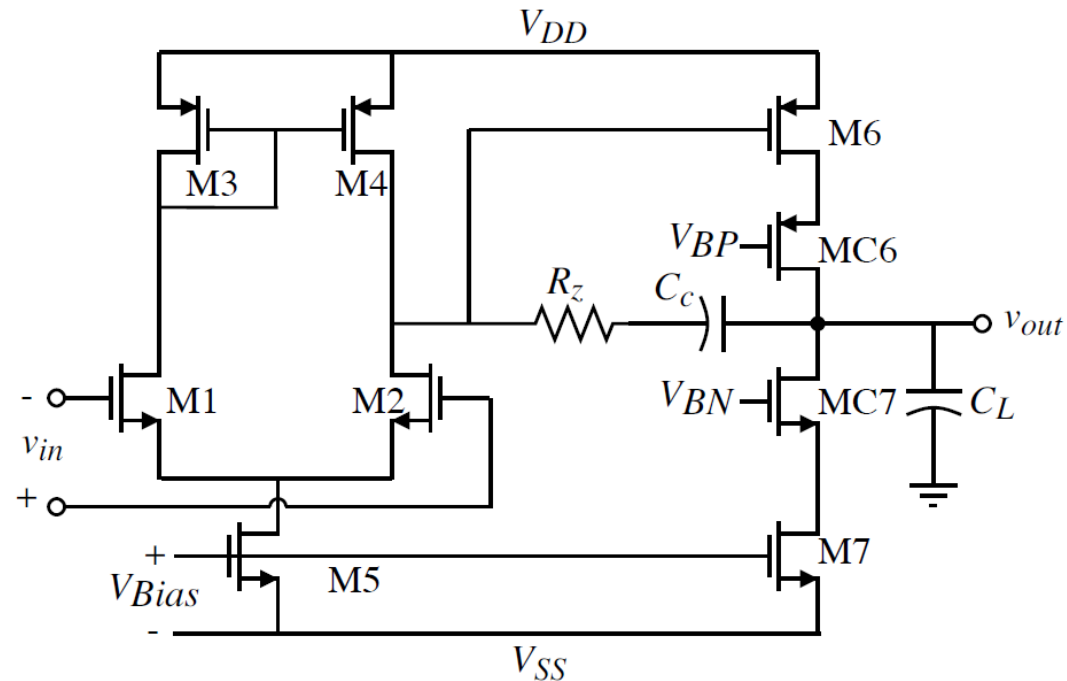 VDD
M3
M4
M6
VBP
MC6
Rz
Cc
vout
-
M1
M2
VBN
MC7
CL
vin
+
+
M5
M7
VBias
-
VSS